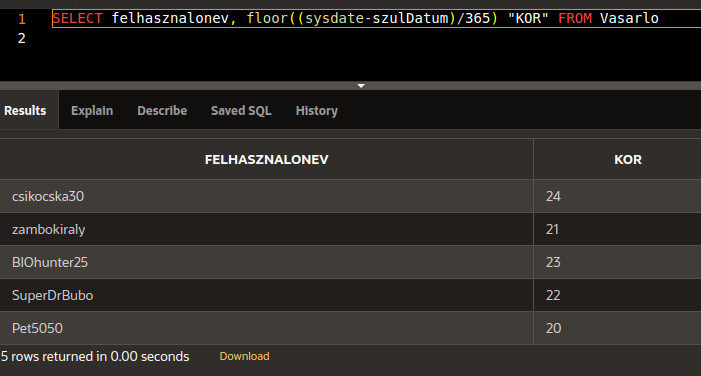 1 SELECT felhasznalonev, floor((sysdate-szulDatum)/365) "KOR" FROM Vasarlo
2
Results Explain Describe Saved SQL History
FELHASZNALONEV KOR
csikocska30 24
zambokiraly 21
BIOhunter25 23
SuperDrBubo 22
Pet5050 20
5 rows returned in 0.00 seconds Download